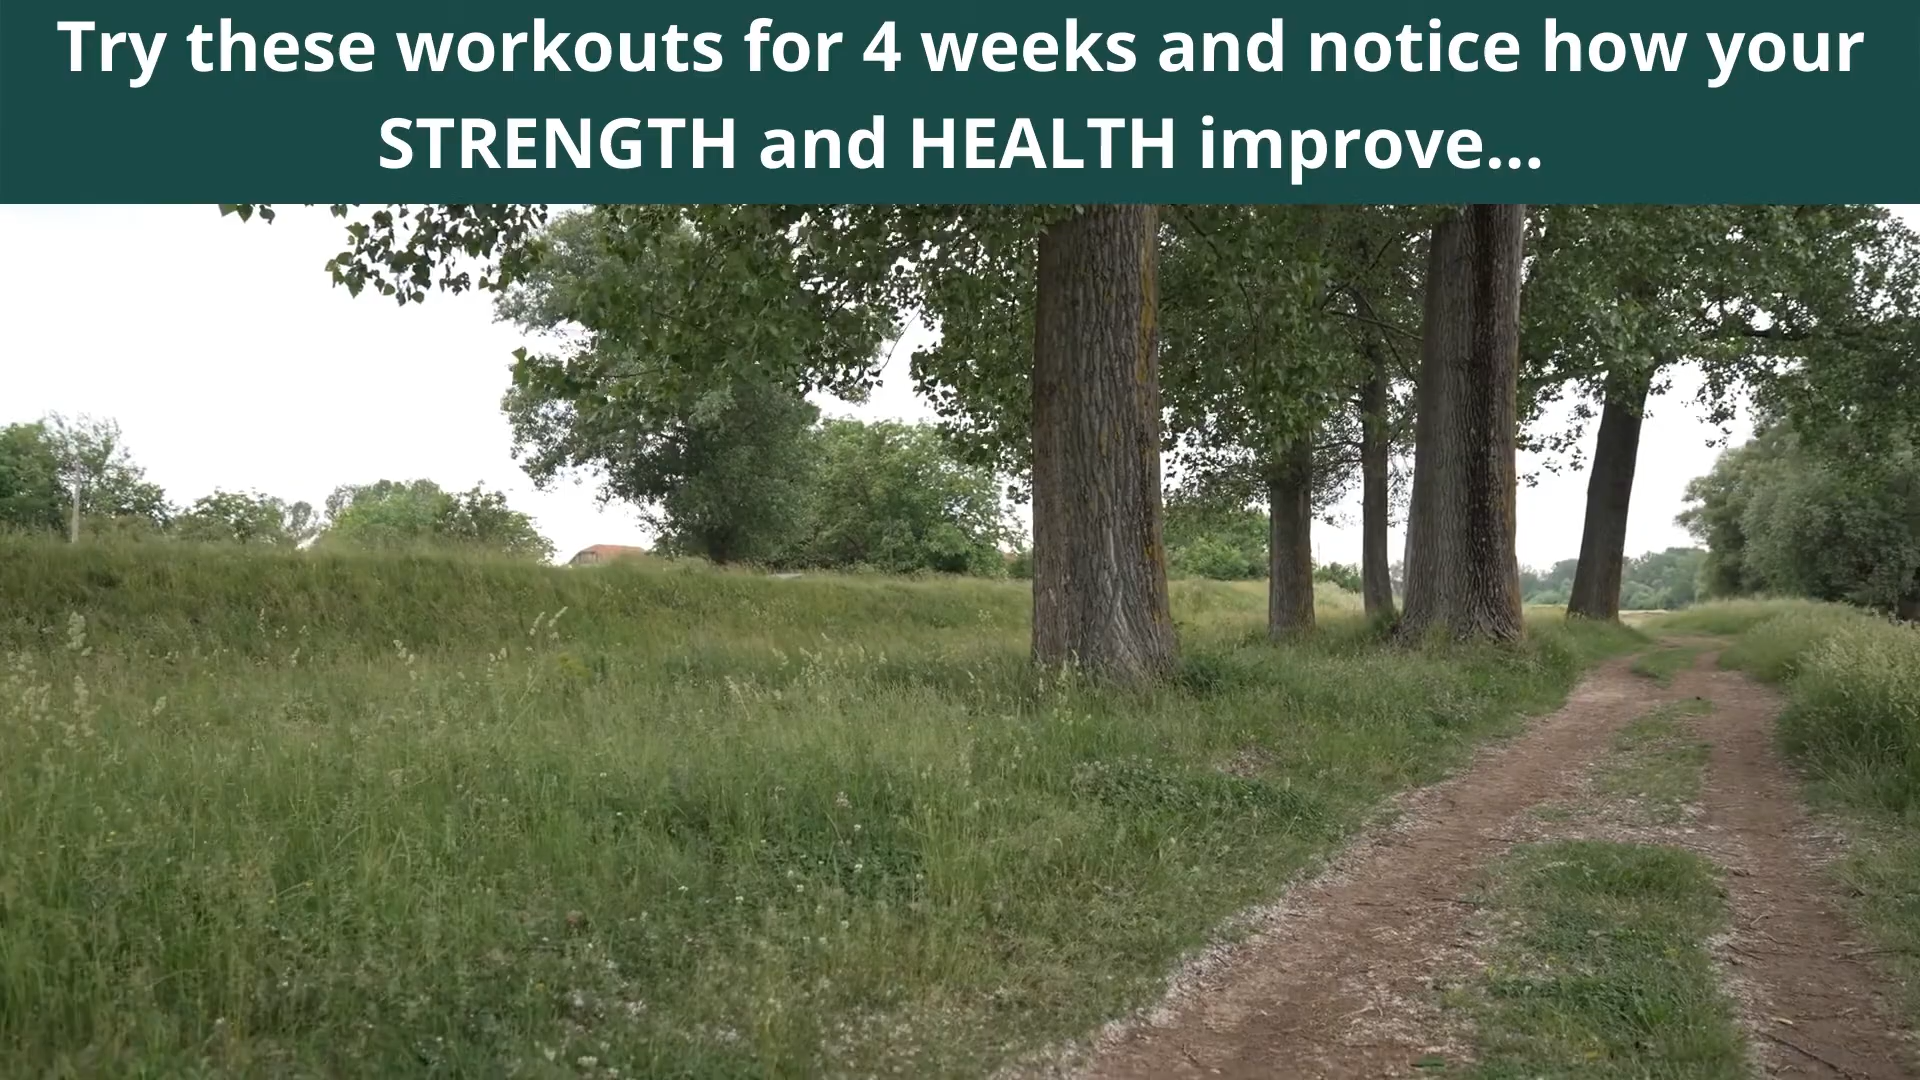 Try these workouts for 4 weeks and notice how your
STRENGTH and HEALTH improve...